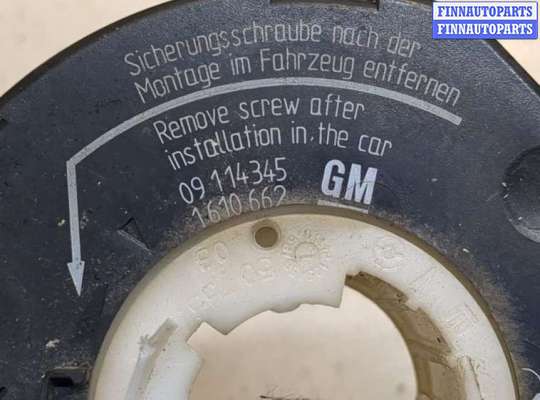 FINNAUTOPARTS
FINNAUTOPARTS
Sicherungsschraube nach der
Montage im Fahrzeug entfernen
Remove screw after
installation in the car
09 114345
1610 662
GM